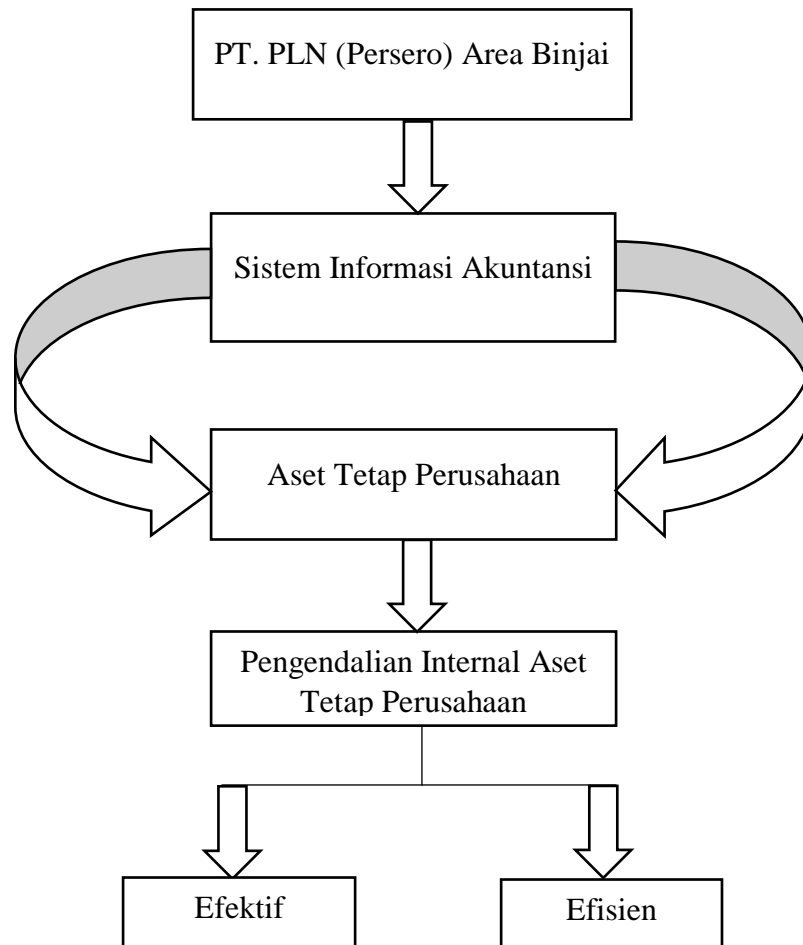 PT. PLN (Persero) Area Binjai
Sistem Informasi Akuntansi
Aset Tetap Perusahaan
Pengendalian Internal Aset
Tetap Perusahaan
Efektif
Efisien